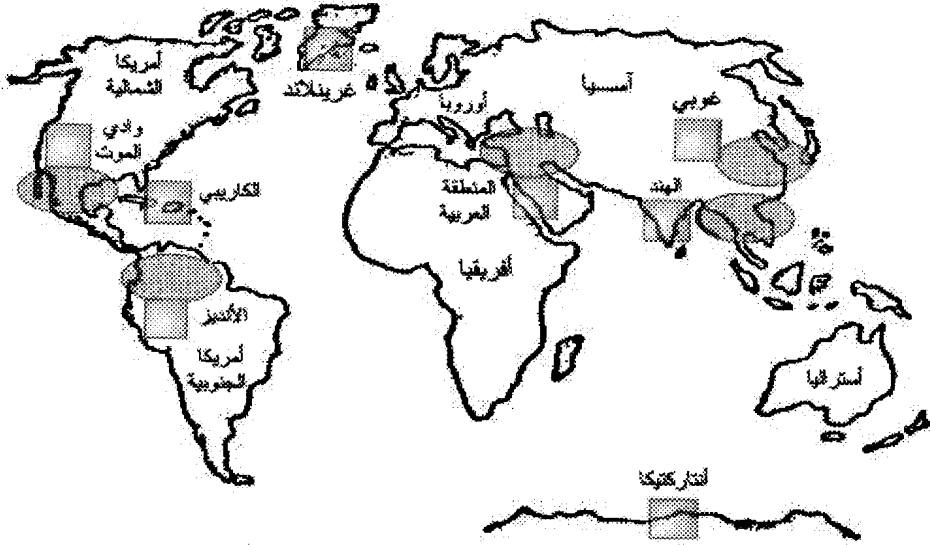 أمريكا
الشمالية
غرينلاند
أوروبا
آسيا
غوبي
وادي
الموت
الكاريبي
المنطقة
العربية
الهند
أفريقيا
الأنديز
أمريكا
الجنوبية
أستراليا
أنتاركتيكا